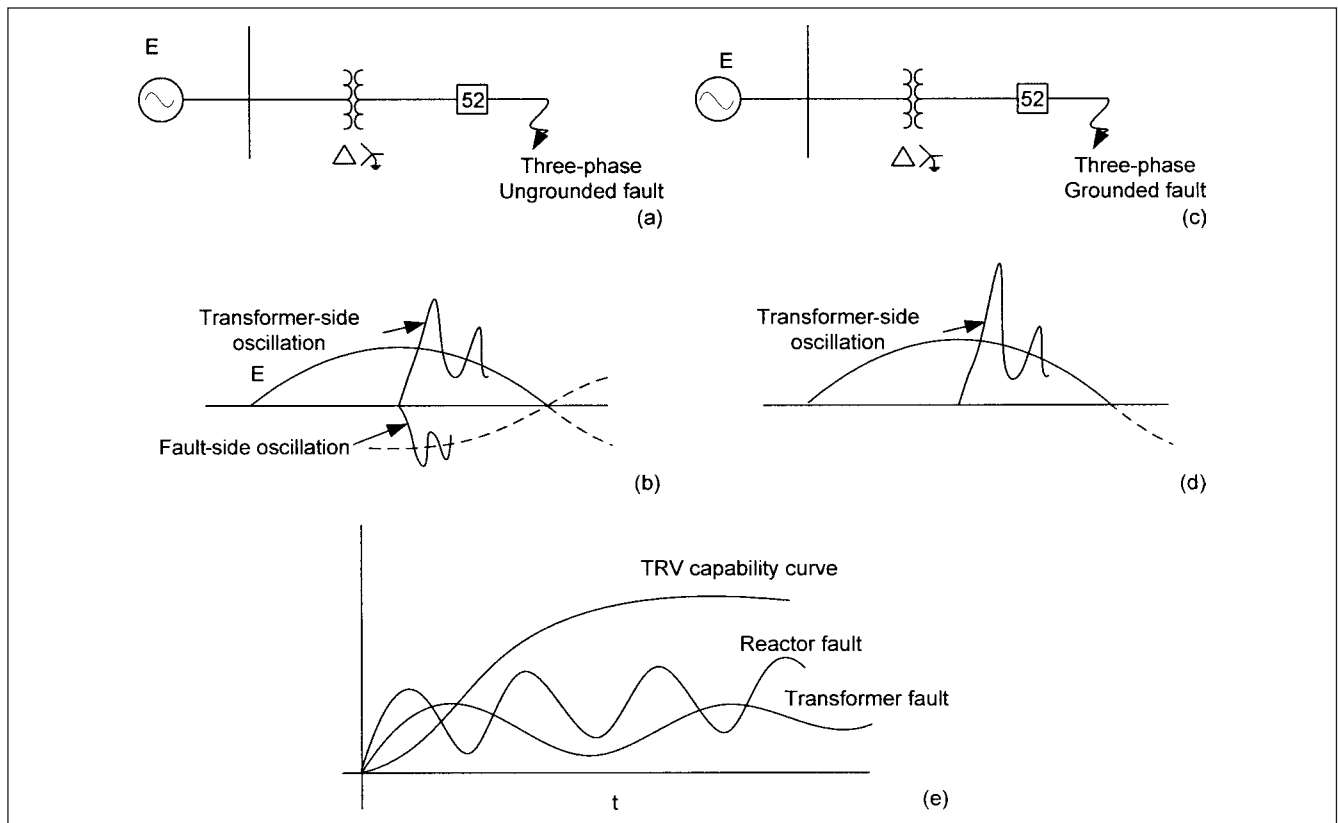 E
52
Three-phase
Ungrounded fault
(a)
E
52
Three-phase
Grounded fault
(c)
Transformer-side
oscillation
E
Fault-side oscillation
(b)
Transformer-side
oscillation
(d)
TRV capability curve
Reactor fault
Transformer fault
t
(e)